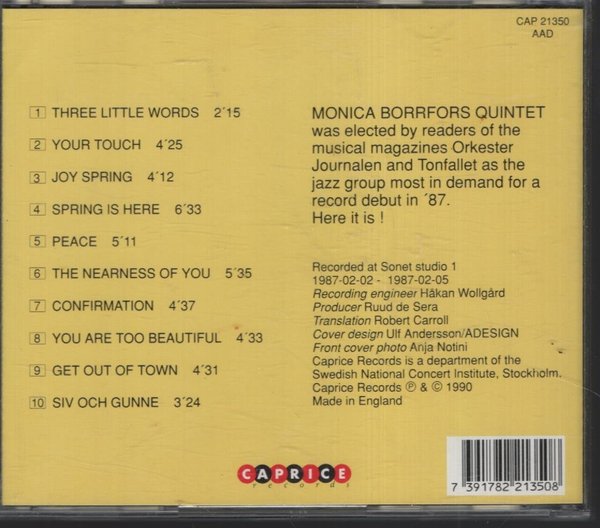 CAP 21350
AAD
1 THREE LITTLE WORDS 2´15
2 YOUR TOUCH 4´25
3 JOY SPRING 4´12
4 SPRING IS HERE 6´33
5 PEACE 5´11
6 THE NEARNESS OF YOU 5´35
7 CONFIRMATION 4´37
8 YOU ARE TOO BEAUTIFUL 4´33
9 GET OUT OF TOWN 4´31
10 SIV OCH GUNNE 3´24
MONICA BORRFORS QUINTET
was elected by readers of the
musical magazines Orkester
Journalen and Tonfallet as the
jazz group most in demand for a
record debut in ´87.
Here it is !
Recorded at Sonet studio 1
1987-02-02 - 1987-02-05
Recording engineer Håkan Wollgård
Producer Ruud de Sera
Translation Robert Carroll
Cover design Ulf Andersson/ADESIGN
Front cover photo Anja Notini
Caprice Records is a department of the
Swedish National Concert Institute, Stockholm.
Caprice Records ℗ & © 1990
Made in England
CAPRICE
records
7 391782 213508